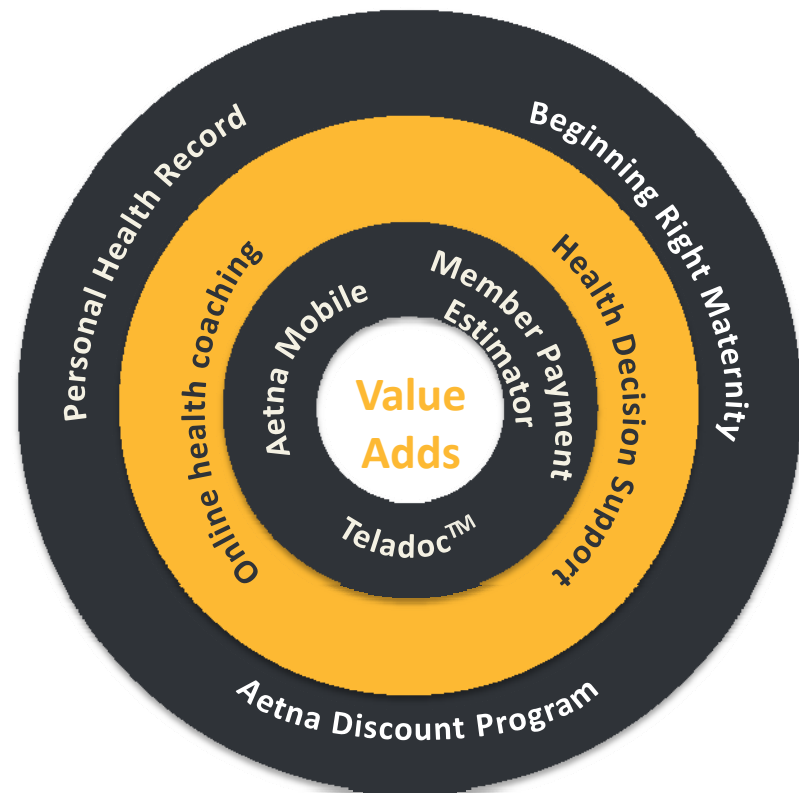 Personal Health Record
Beginning Right Maternity
Aetna Discount Program
Online health coaching
Health Decision Support
Aetna Mobile
Member Payment
Estimator
Teladoc™
Value
Adds